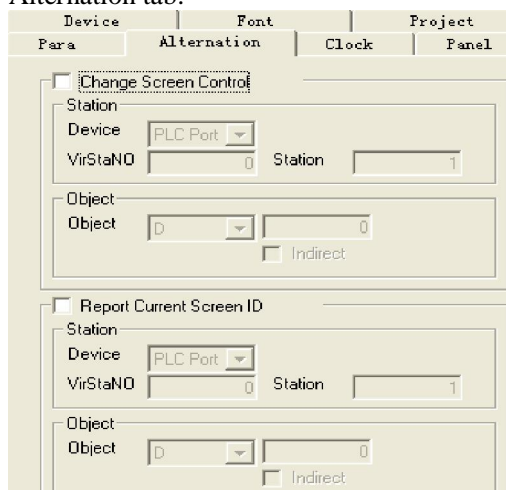 Alternation tab:
Device Font Project
Para Alternation Clock Panel
Change Screen Control
Station
Device PLC Port
VirStaNO 0 Station 1
Object
Object D 0
Indirect
Report Current Screen ID
Station
Device PLC Port
VirStaNO 0 Station 1
Object
Object D 0
Indirect